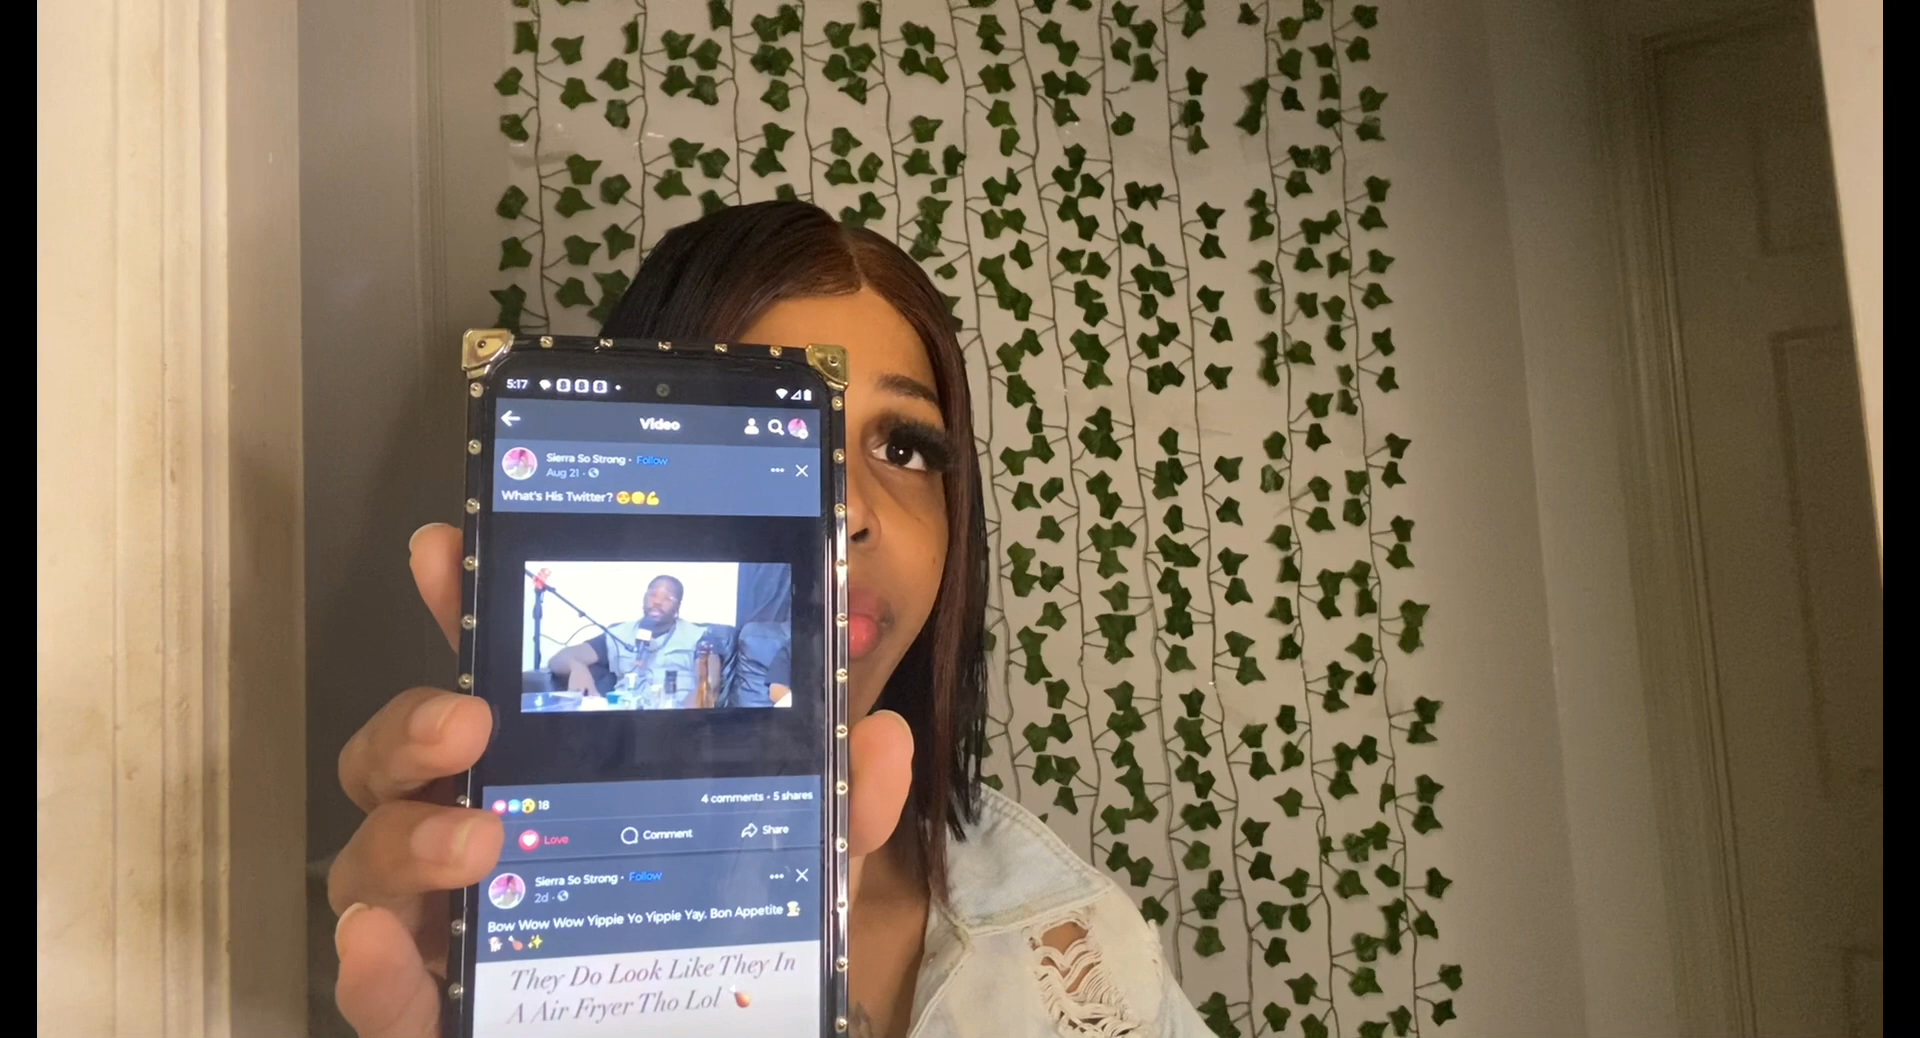 5:17
Video
Sierra So Strong · Follow
Aug 21 ·
What's His Twitter? 😍😊💪
18
4 comments · 5 shares
Love
Comment
Share
Sierra So Strong · Follow
2d ·
Bow Wow Wow Yippie Yo Yippie Yay. Bon Appetite
🍗✨
They Do Look Like They In
A Air Fryer Tho Lol 🍗